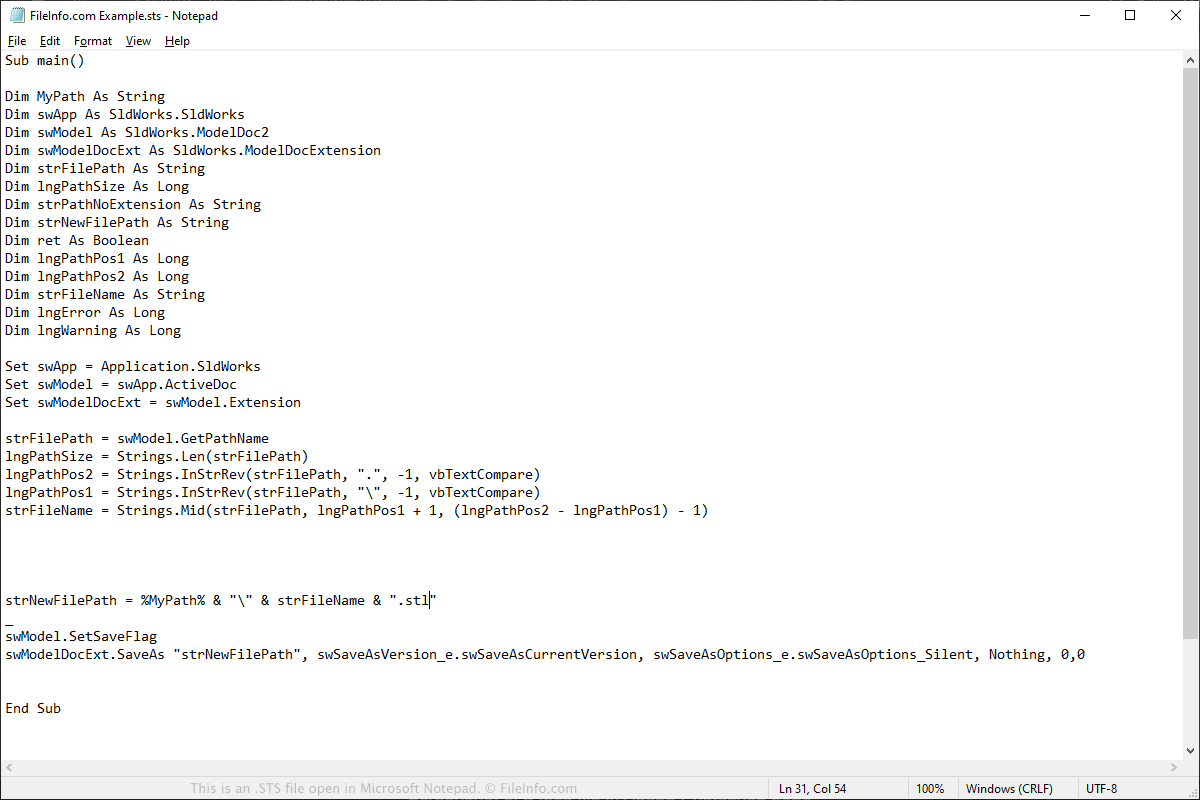 FileInfo.com Example.sts - Notepad
File Edit Format View Help
Sub main()
Dim MyPath As String
Dim swApp As SldWorks.SldWorks
Dim swModel As SldWorks.ModelDoc2
Dim swModelDocExt As SldWorks.ModelDocExtension
Dim strFilePath As String
Dim lngPathSize As Long
Dim strPathNoExtension As String
Dim strNewFilePath As String
Dim ret As Boolean
Dim lngPathPos1 As Long
Dim lngPathPos2 As Long
Dim strFileName As String
Dim lngError As Long
Dim lngWarning As Long
Set swApp = Application.SldWorks
Set swModel = swApp.ActiveDoc
Set swModelDocExt = swModel.Extension
strFilePath = swModel.GetPathName
lngPathSize = Strings.Len(strFilePath)
lngPathPos2 = Strings.InStrRev(strFilePath, ".", -1, vbTextCompare)
lngPathPos1 = Strings.InStrRev(strFilePath, "\", -1, vbTextCompare)
strFileName = Strings.Mid(strFilePath, lngPathPos1 + 1, (lngPathPos2 - lngPathPos1) - 1)
strNewFilePath = %MyPath% & "\" & strFileName & ".stl"
_
swModel.SetSaveFlag
swModelDocExt.SaveAs "strNewFilePath", swSaveAsVersion_e.swSaveAsCurrentVersion, swSaveAsOptions_e.swSaveAsOptions_Silent, Nothing, 0,0
End Sub
This is an .STS file open in Microsoft Notepad. © FileInfo.com
Ln 31, Col 54 100% Windows (CRLF) UTF-8